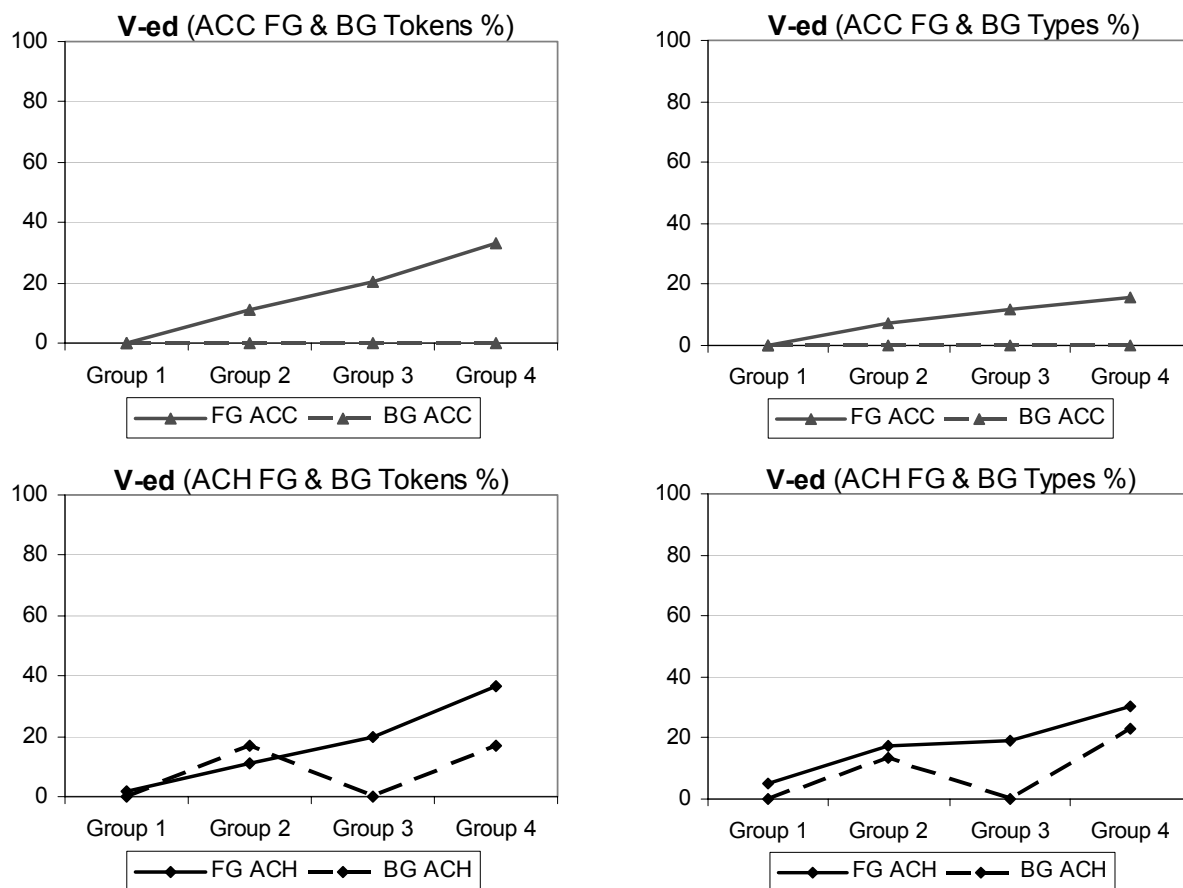 V-ed (ACC FG & BG Tokens %)
100
80
60
40
20
0
Group 1 Group 2 Group 3 Group 4
FG ACC BG ACC
V-ed (ACC FG & BG Types %)
100
80
60
40
20
0
Group 1 Group 2 Group 3 Group 4
FG ACC BG ACC
V-ed (ACH FG & BG Tokens %)
100
80
60
40
20
0
Group 1 Group 2 Group 3 Group 4
FG ACH BG ACH
V-ed (ACH FG & BG Types %)
100
80
60
40
20
0
Group 1 Group 2 Group 3 Group 4
FG ACH BG ACH